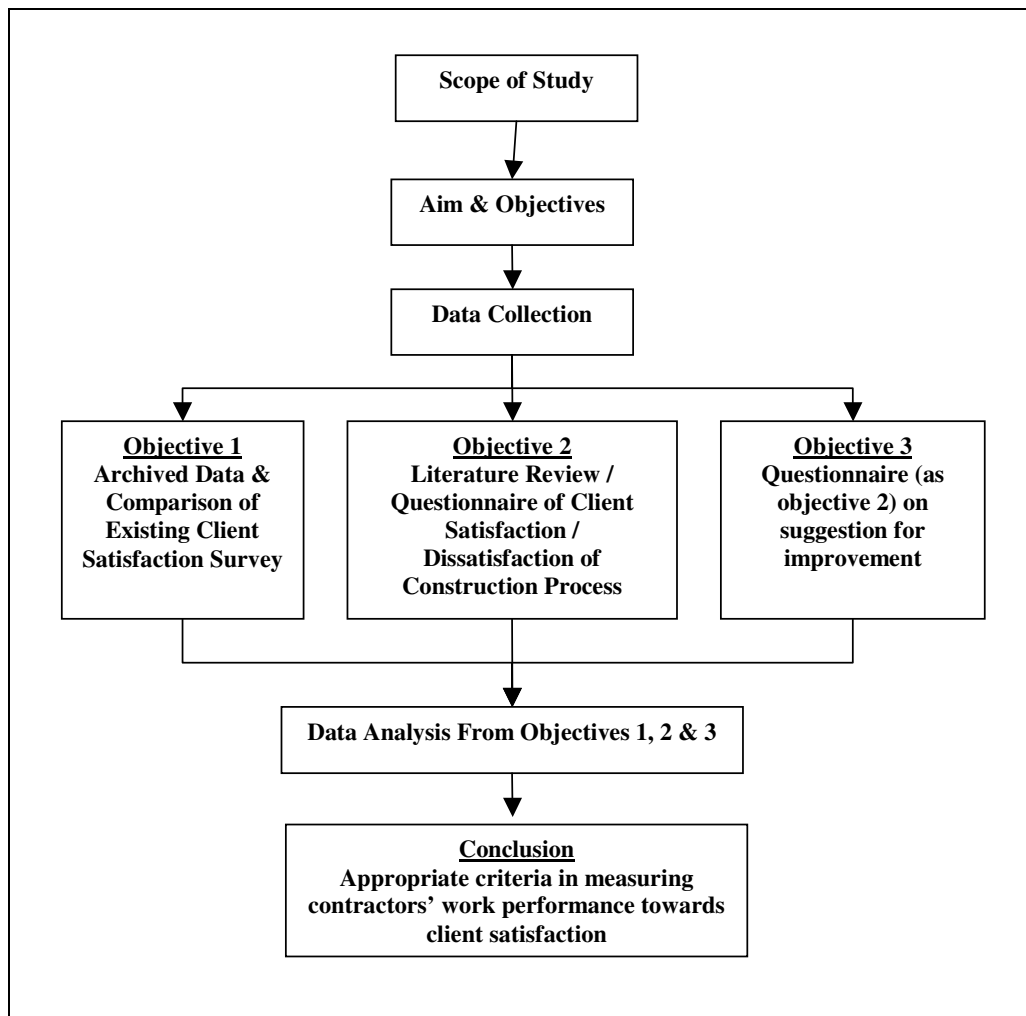 Scope of Study
Aim & Objectives
Data Collection
Objective 1
Archived Data &
Comparison of
Existing Client
Satisfaction Survey
Objective 2
Literature Review /
Questionnaire of Client
Satisfaction /
Dissatisfaction of
Construction Process
Objective 3
Questionnaire (as
objective 2) on
suggestion for
improvement
Data Analysis From Objectives 1, 2 & 3
Conclusion
Appropriate criteria in measuring
contractors’ work performance towards
client satisfaction